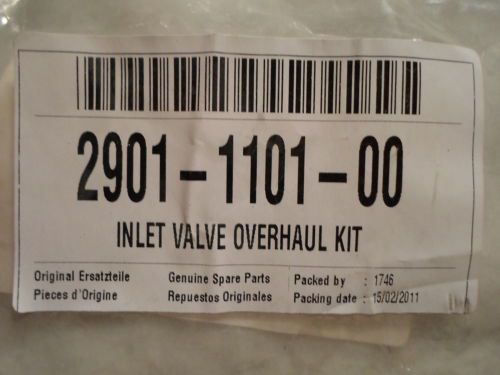 2901-1101-00
INLET VALVE OVERHAUL KIT
Original Ersatzteile Genuine Spare Parts Packed by : 1746
Pieces d'Origine Repuestos Originales Packing date : 15/02/2011